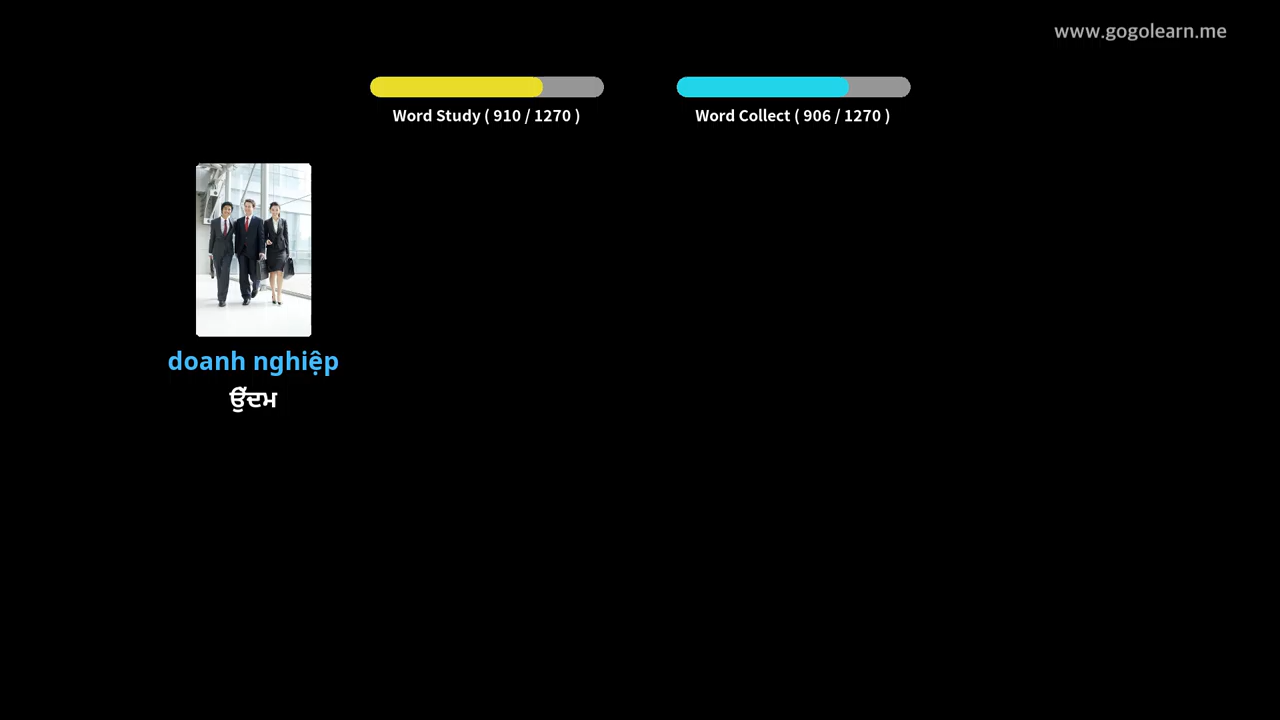 www.gogolearn.me
Word Study ( 910 / 1270 )
Word Collect ( 906 / 1270 )
doanh nghiệp
ਉੱਦਮ